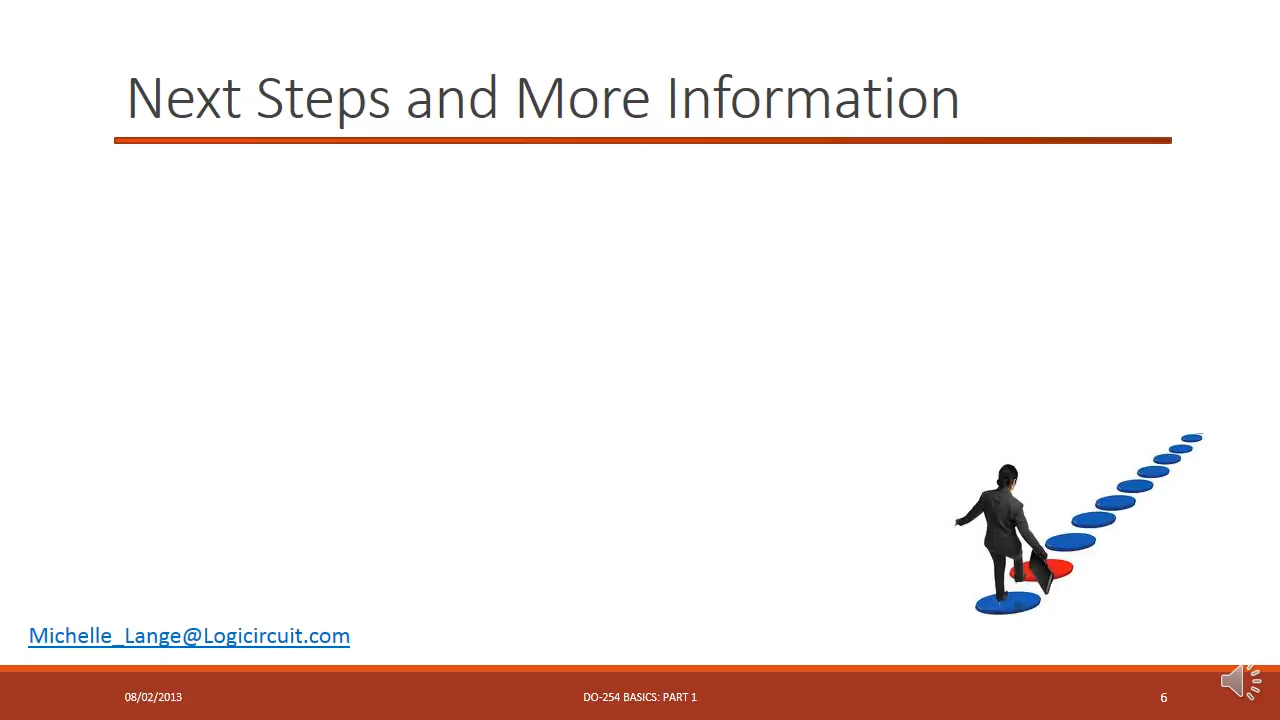 Next Steps and More Information
Michelle_Lange@Logicircuit.com
08/02/2013
DO-254 BASICS: PART 1
6